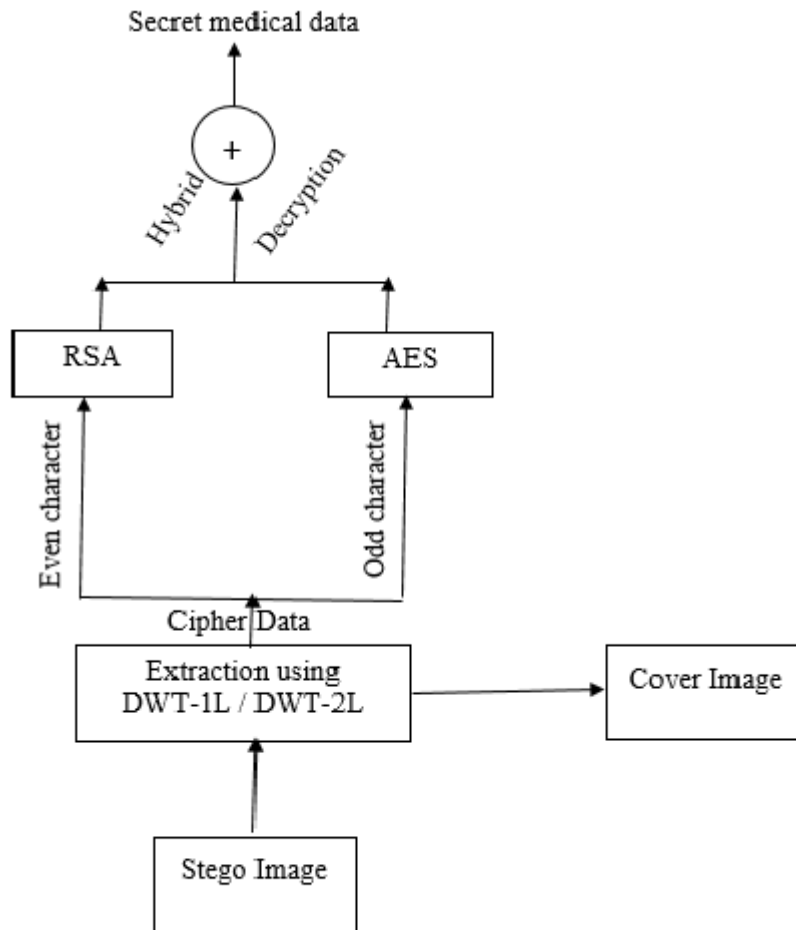 Secret medical data
+
Hybrid
Decryption
RSA
AES
Even character
Odd character
Cipher Data
Extraction using
DWT-1L / DWT-2L
Cover Image
Stego Image